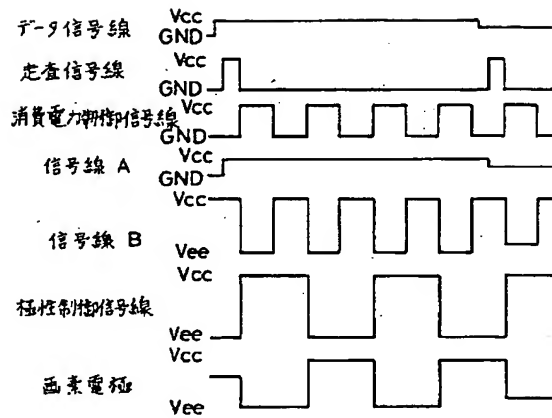 データ信号線 Vcc
GND
走査信号線 Vcc
GND
消費電力制御信号線 Vcc
GND
信号線 A Vcc
GND
信号線 B Vcc
Vee
極性制御信号線 Vcc
Vee
画素電極 Vcc
Vee